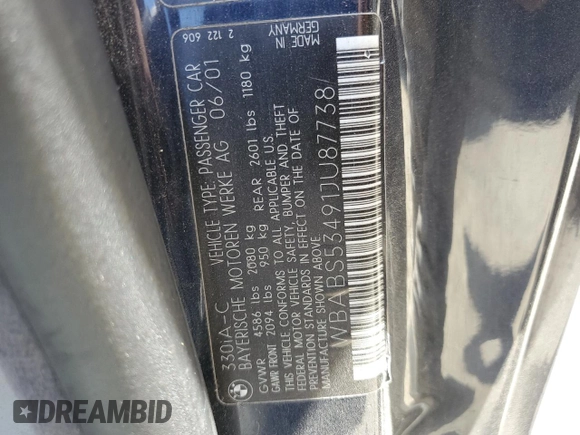 330iA-C
VEHICLE TYPE: PASSENGER CAR
2 122 606
BAYERISCHE MOTOREN WERKE AG 06/01
GVWR 4586 lbs 2080 kg
GAWR FRONT 2094 lbs 950 kg REAR 2601 lbs 1180 kg
THIS VEHICLE CONFORMS TO ALL APPLICABLE U.S.
FEDERAL MOTOR VEHICLE SAFETY, BUMPER AND THEFT
PREVENTION STANDARDS IN EFFECT ON THE DATE OF
MANUFACTURE SHOWN ABOVE
MADE IN
GERMANY
WBABS53491JU87738
DREAMBID